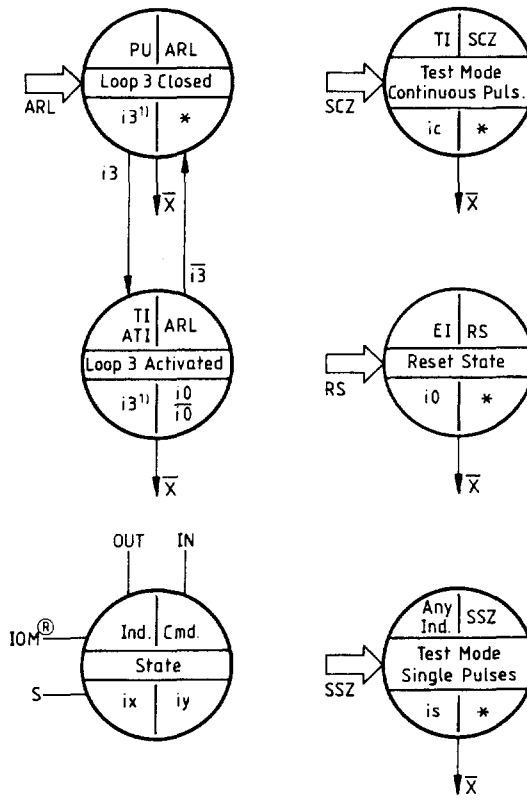 PU ARL
Loop 3 Closed
i3¹⁾ *
ARL
i3
X̅
i̅3̅
TI
ATI ARL
Loop 3 Activated
i3¹⁾ i0
i̅0̅
X̅
OUT IN
IOM®
Ind. Cmd.
State
S
ix iy
TI SCZ
Test Mode
Continuous Puls.
SCZ
ic *
X̅
EI RS
Reset State
RS
i0 *
X̅
Any
Ind. SSZ
Test Mode
Single Pulses
SSZ
is *
X̅